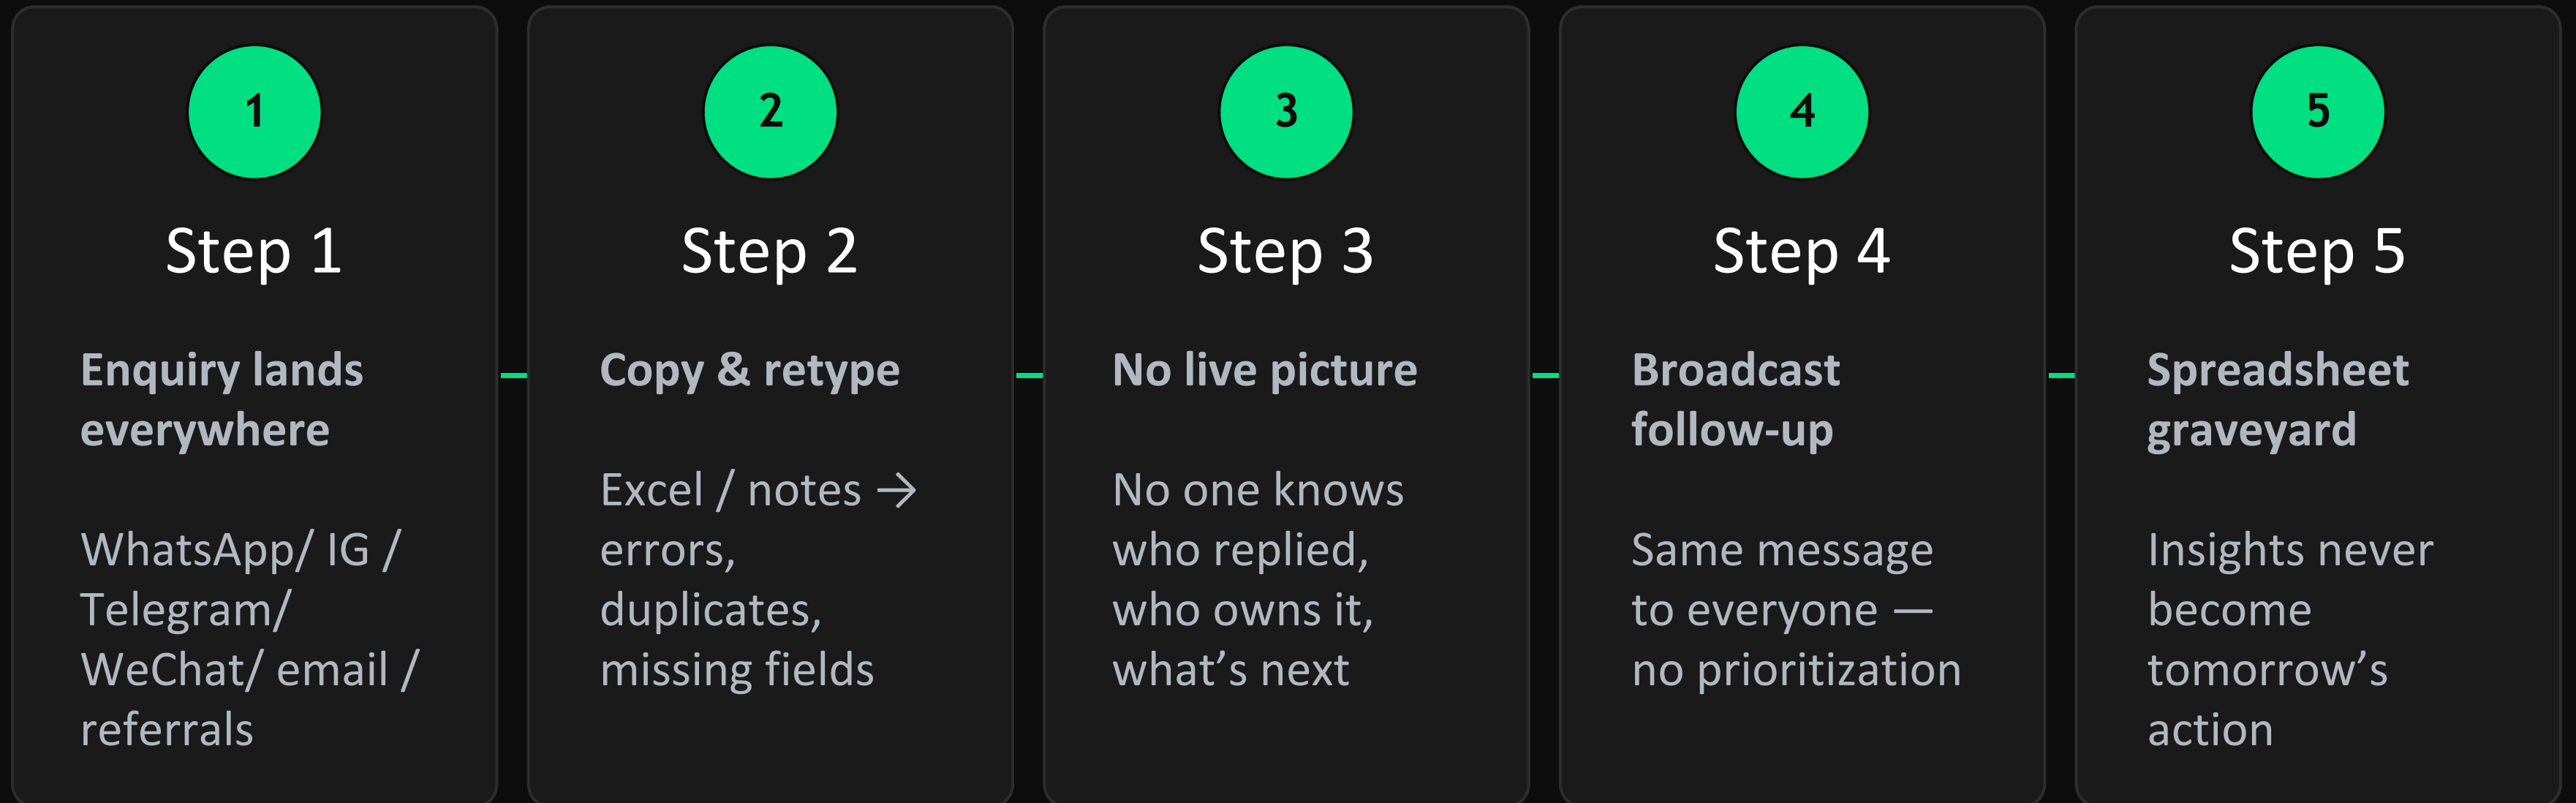 1
Step 1
Enquiry lands
everywhere
WhatsApp/ IG /
Telegram/
WeChat/ email /
referrals
2
Step 2
Copy & retype
Excel / notes →
errors,
duplicates,
missing fields
3
Step 3
No live picture
No one knows
who replied,
who owns it,
what’s next
4
Step 4
Broadcast
follow-up
Same message
to everyone —
no prioritization
5
Step 5
Spreadsheet
graveyard
Insights never
become
tomorrow’s
action